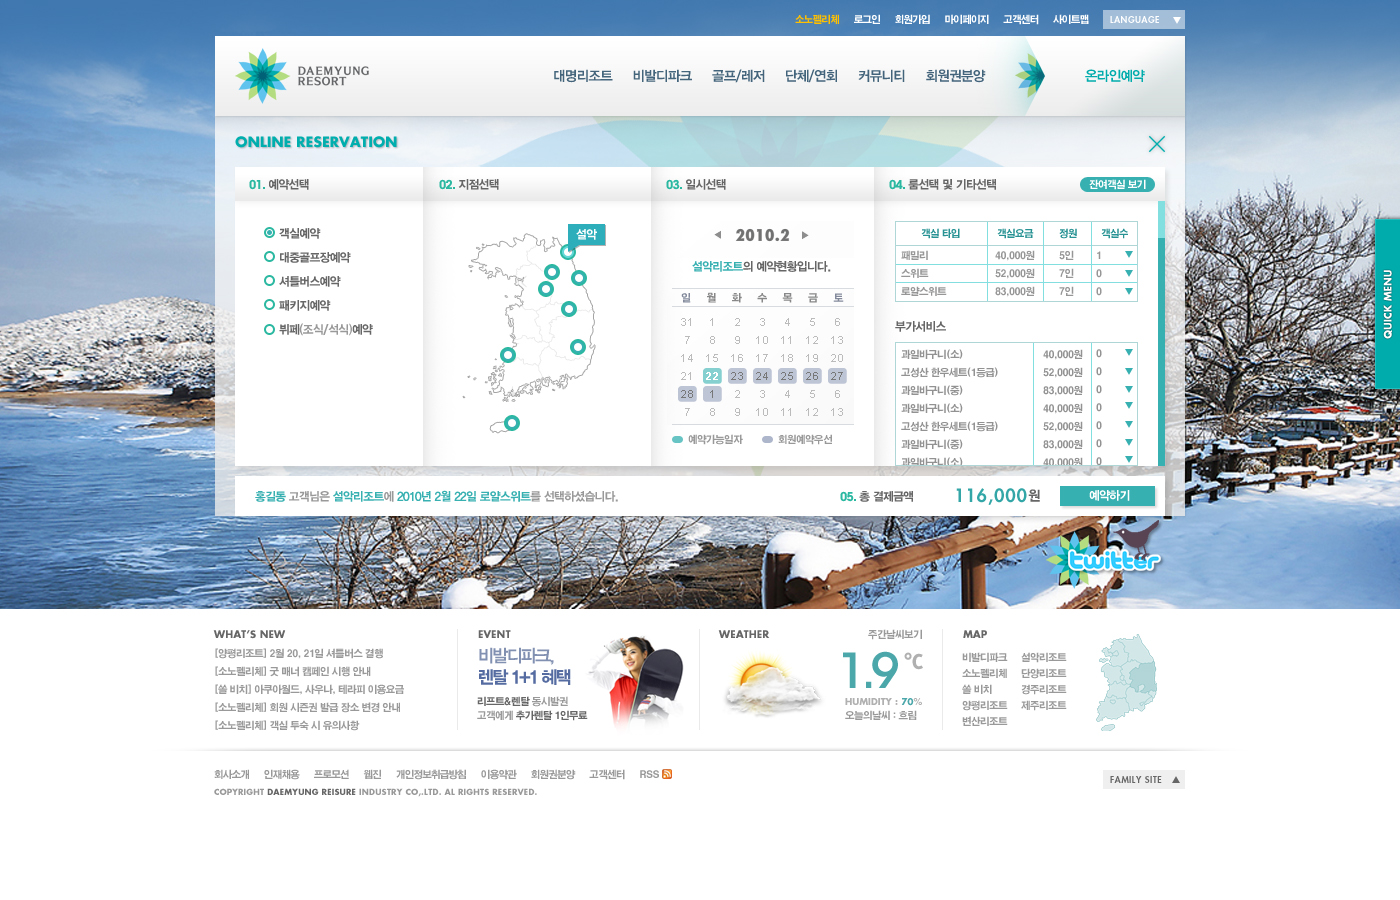 소노펠리체 로그인 회원가입 마이페이지 고객센터 사이트맵 LANGUAGE
DAEMYUNG
RESORT
대명리조트 비발디파크 골프/레저 단체/연회 커뮤니티 회원권분양 온라인예약
ONLINE RESERVATION
01. 예약선택
객실예약
대중골프장예약
셔틀버스예약
패키지예약
뷔페(조식/석식)예약
02. 지점선택
설악
03. 일시선택
2010.2
설악리조트의 예약현황입니다.
일 월 화 수 목 금 토
31 1 2 3 4 5 6
7 8 9 10 11 12 13
14 15 16 17 18 19 20
21 22 23 24 25 26 27
28 1 2 3 4 5 6
7 8 9 10 11 12 13
예약가능일자 회원예약우선
04. 룸선택 및 기타선택 잔여객실 보기
객실 타입 객실요금 정원 객실수
패밀리 40,000원 5인 1
스위트 52,000원 7인 0
로얄스위트 83,000원 7인 0
부가서비스
과일바구니(소) 40,000원 0
고성산 한우세트(1등급) 52,000원 0
과일바구니(중) 83,000원 0
과일바구니(소) 40,000원 0
고성산 한우세트(1등급) 52,000원 0
과일바구니(중) 83,000원 0
과일바구니(소) 40,000원 0
홍길동 고객님은 설악리조트에 2010년 2월 22일 로얄스위트를 선택하셨습니다.
05. 총 결제금액 116,000원 예약하기
QUICK MENU
twitter
WHAT'S NEW
[양평리조트] 2월 20, 21일 셔틀버스 결행
[소노펠리체] 굿 매너 캠페인 시행 안내
[쏠 비치] 아쿠아월드, 사우나, 테라피 이용요금
[소노펠리체] 회원 시즌권 발급 장소 변경 안내
[소노펠리체] 객실 투숙 시 유의사항
EVENT
비발디파크,
렌탈 1+1 혜택
리프트&렌탈 동시발권
고객에게 추가렌탈 1인무료
WEATHER 주간날씨보기
1.9 °C
HUMIDITY : 70%
오늘의날씨 : 흐림
MAP
비발디파크 설악리조트
소노펠리체 단양리조트
쏠 비치 경주리조트
양평리조트 제주리조트
변산리조트
회사소개 인재채용 프로모션 웹진 개인정보취급방침 이용약관 회원권분양 고객센터 RSS
COPYRIGHT DAEMYUNG REISURE INDUSTRY CO,.LTD. AL RIGHTS RESERVED.
FAMILY SITE